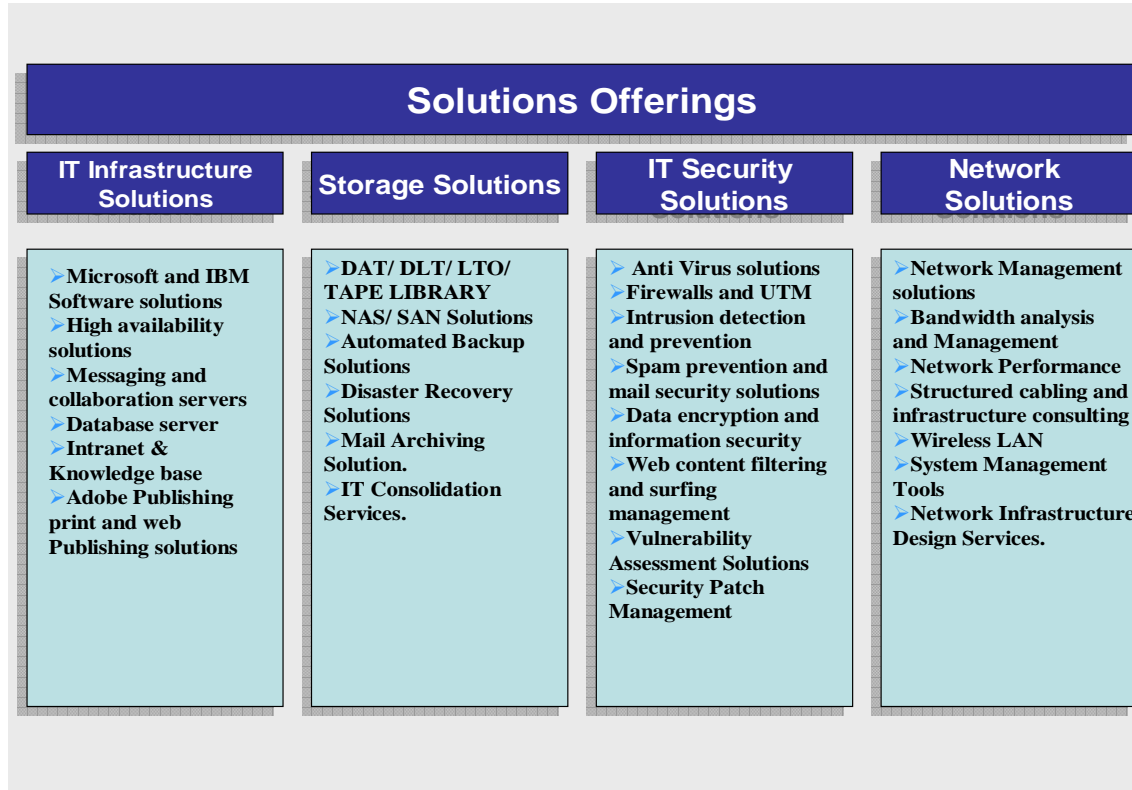 Solutions Offerings
IT Infrastructure
Solutions
➢Microsoft and IBM
Software solutions
➢High availability
solutions
➢Messaging and
collaboration servers
➢Database server
➢Intranet &
Knowledge base
➢Adobe Publishing
print and web
Publishing solutions
Storage Solutions
➢DAT/ DLT/ LTO/
TAPE LIBRARY
➢NAS/ SAN Solutions
➢Automated Backup
Solutions
➢Disaster Recovery
Solutions
➢Mail Archiving
Solution.
➢IT Consolidation
Services.
IT Security
Solutions
➢ Anti Virus solutions
➢Firewalls and UTM
➢Intrusion detection
and prevention
➢Spam prevention and
mail security solutions
➢Data encryption and
information security
➢Web content filtering
and surfing
management
➢Vulnerability
Assessment Solutions
➢Security Patch
Management
Network
Solutions
➢Network Management
solutions
➢Bandwidth analysis
and Management
➢Network Performance
➢Structured cabling and
infrastructure consulting
➢Wireless LAN
➢System Management
Tools
➢Network Infrastructure
Design Services.